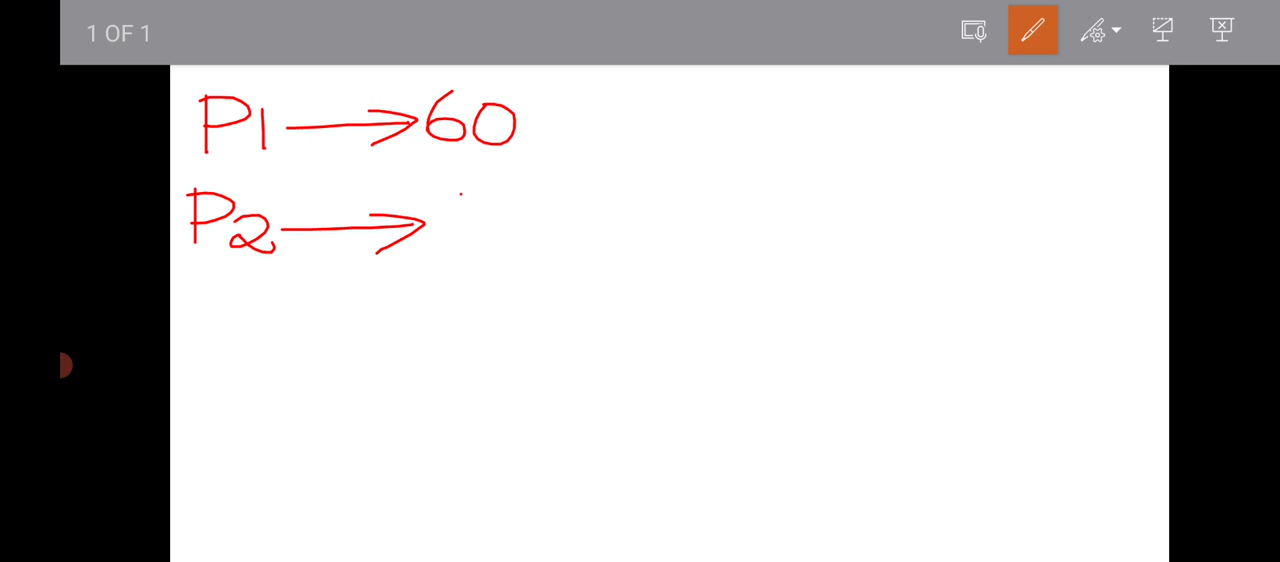 1 OF 1
P1 → 60
P2 →